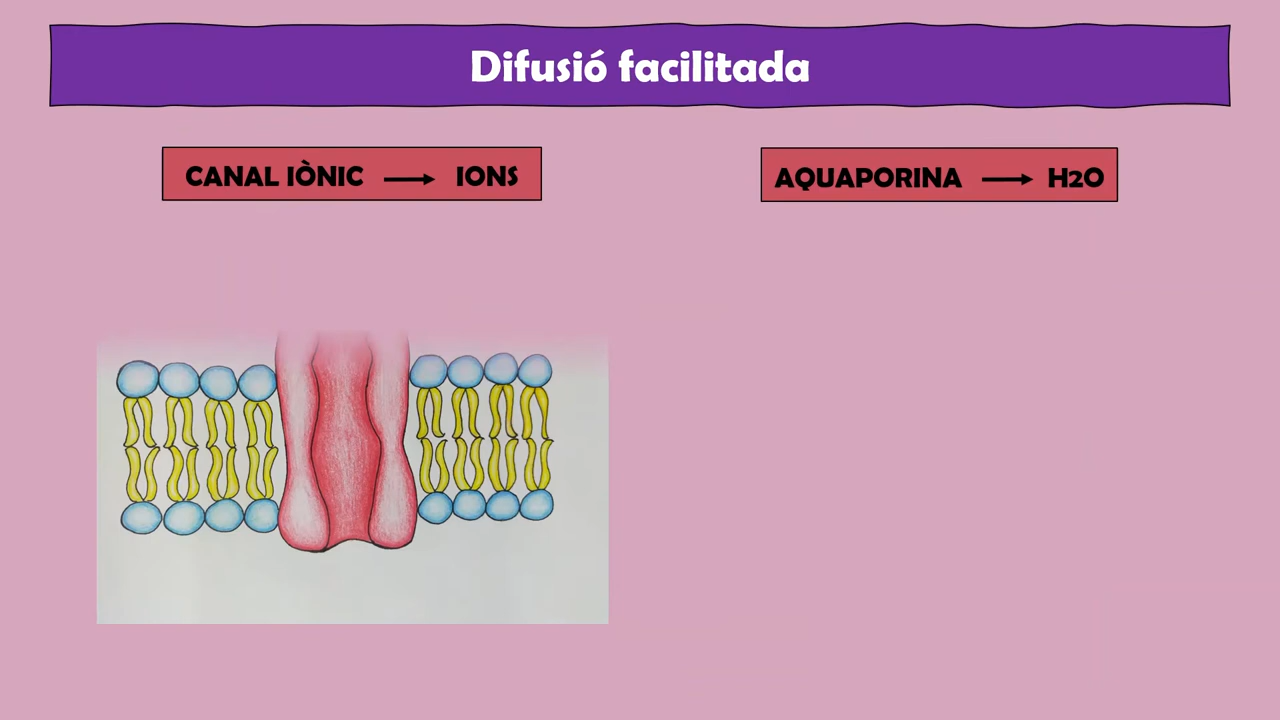 Difusió facilitada
CANAL IÒNIC → IONS
AQUAPORINA → H2O